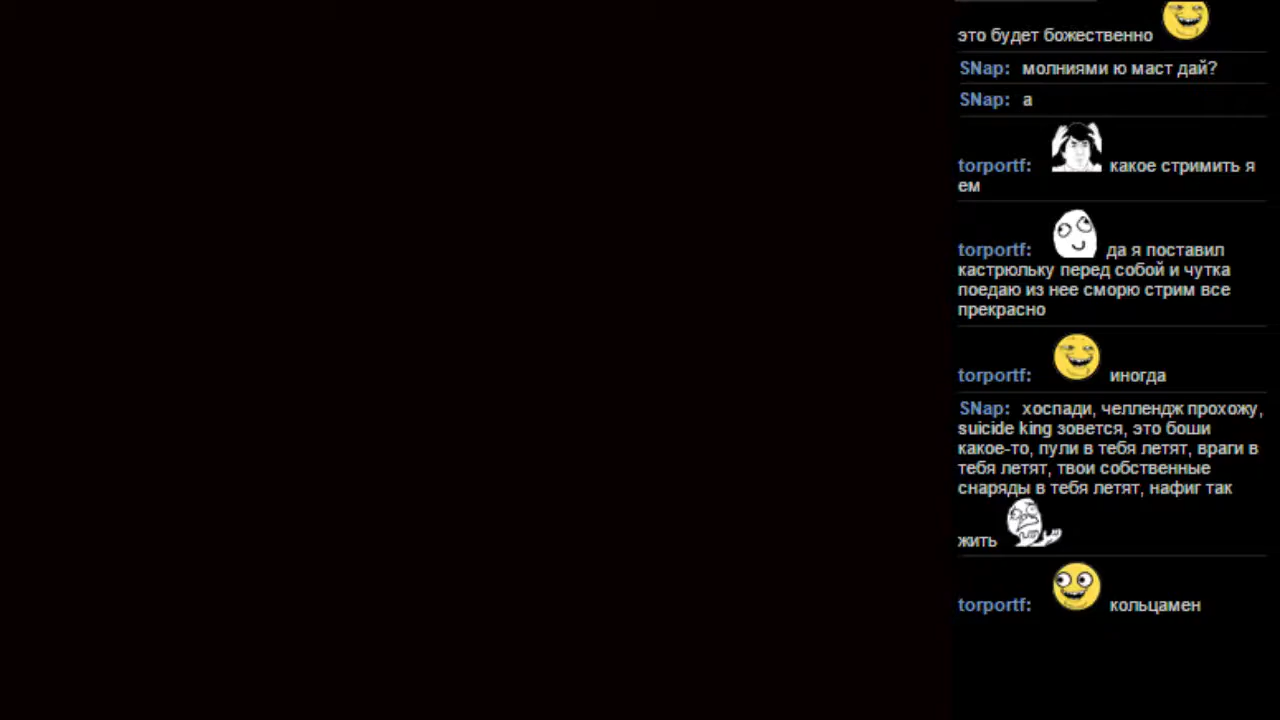 это будет божественно
SNap: молниями ю маст дай?
SNap: а
torportf: какое стримить я
ем
torportf: да я поставил
кастрюльку перед собой и чутка
поедаю из нее сморю стрим все
прекрасно
torportf: иногда
SNap: хоспади, челлендж прохожу,
suicide king зовется, это боши
какое-то, пули в тебя летят, враги в
тебя летят, твои собственные
снаряды в тебя летят, нафиг так
жить
torportf: кольцамен